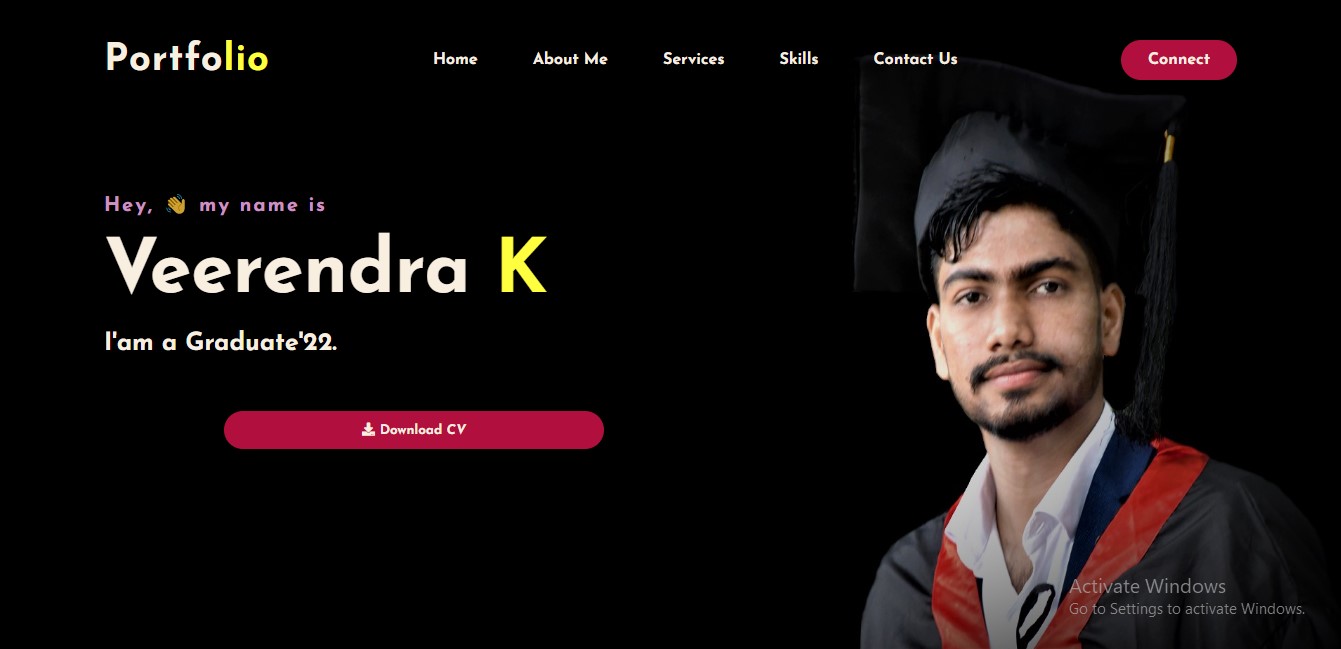 Portfolio
Home About Me Services Skills Contact Us
Connect
Hey, 👋 my name is
Veerendra K
I'am a Graduate'22.
Download CV
Activate Windows
Go to Settings to activate Windows.